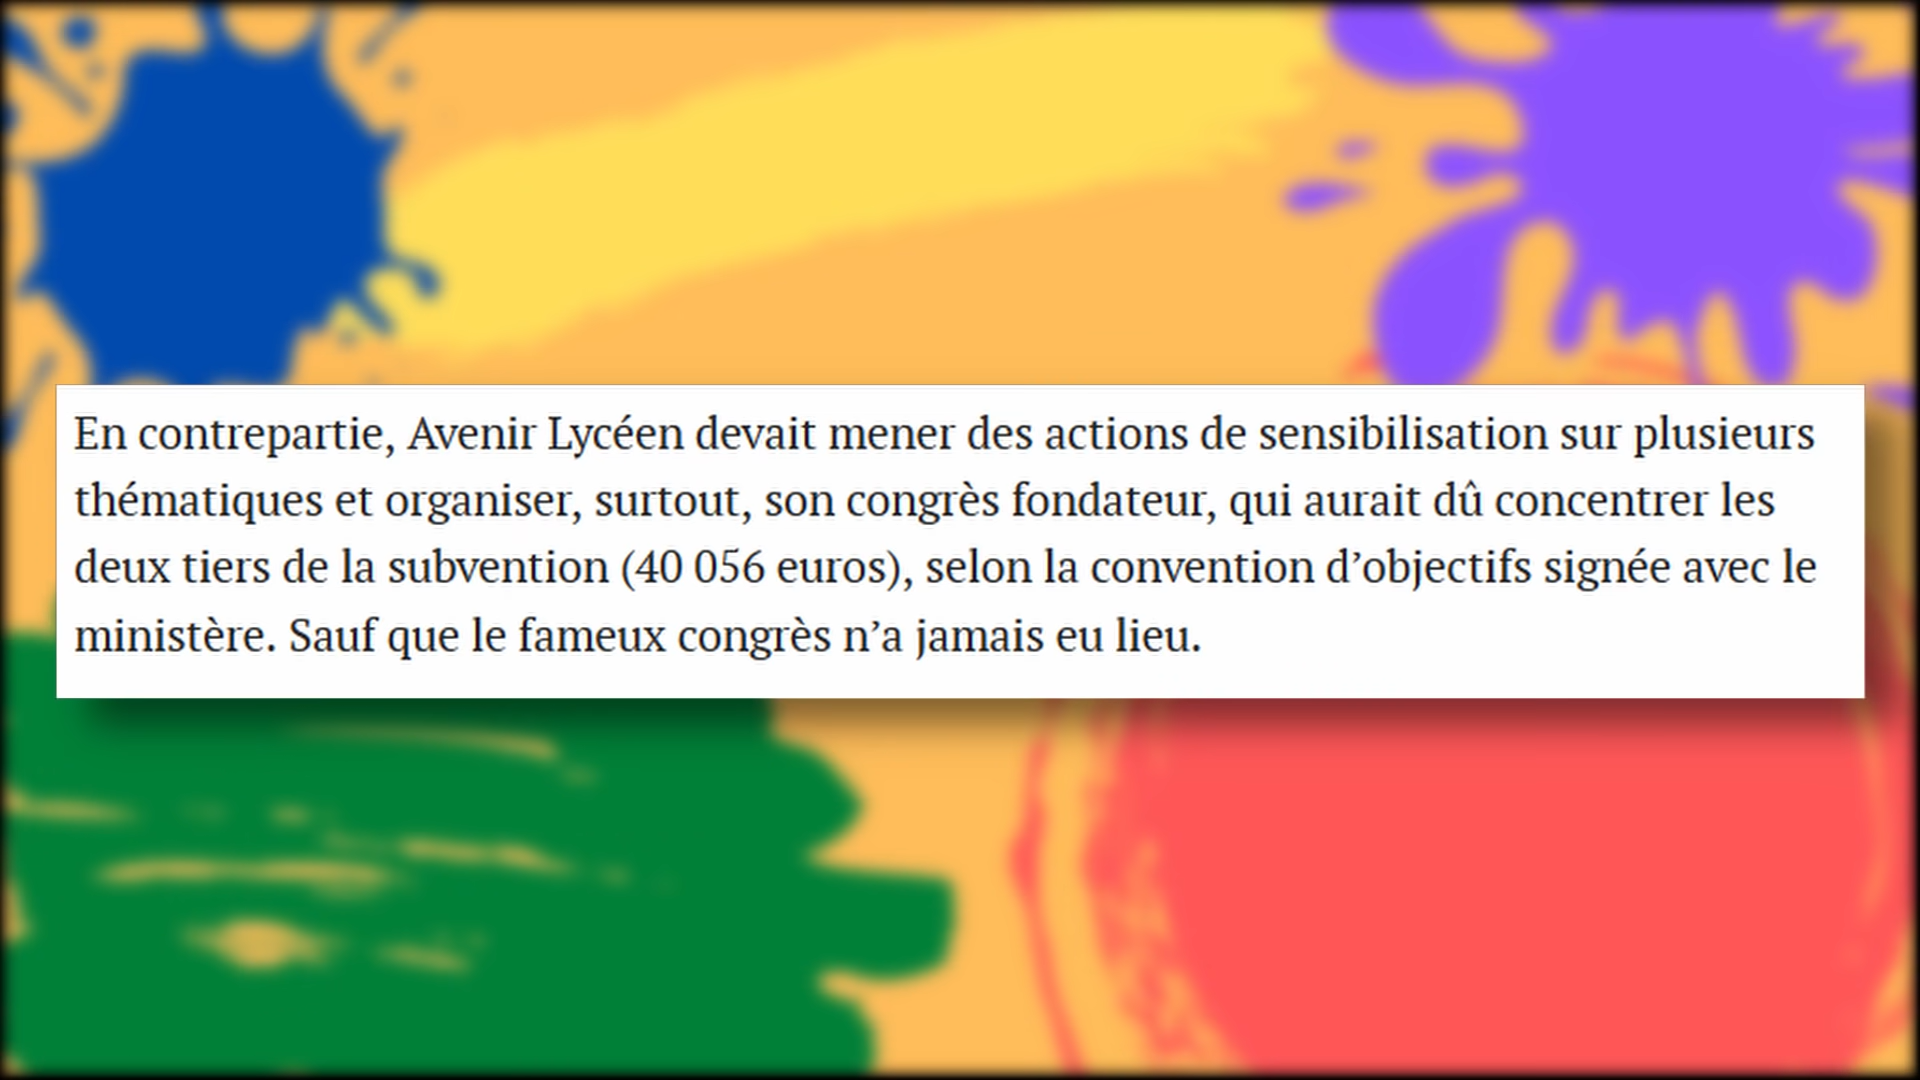 En contrepartie, Avenir Lycéen devait mener des actions de sensibilisation sur plusieurs
thématiques et organiser, surtout, son congrès fondateur, qui aurait dû concentrer les
deux tiers de la subvention (40 056 euros), selon la convention d’objectifs signée avec le
ministère. Sauf que le fameux congrès n’a jamais eu lieu.